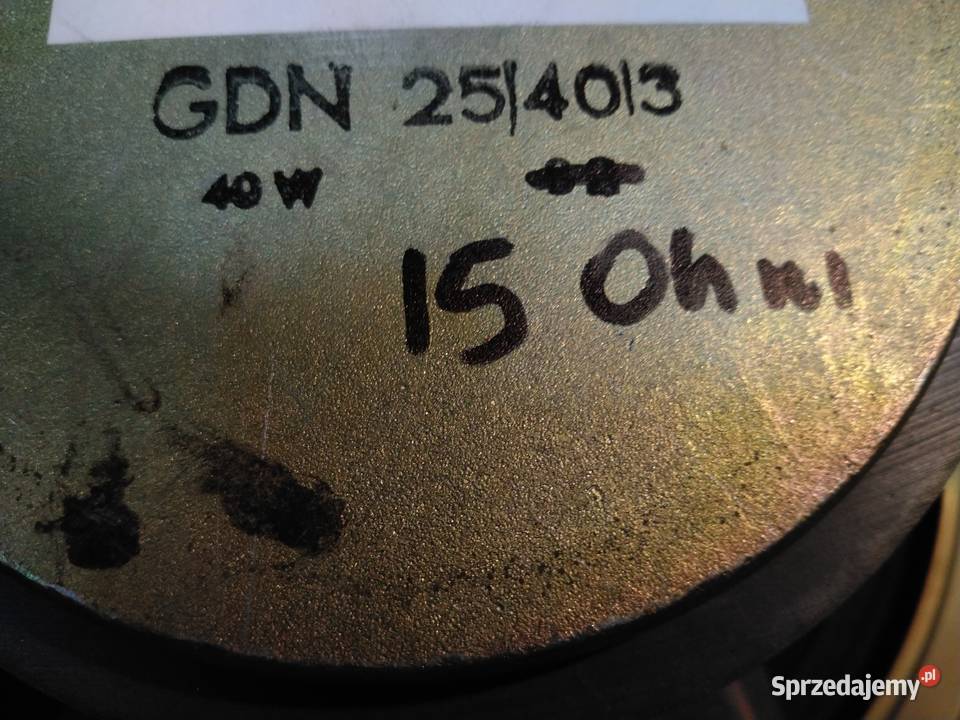 GDN 25/40/3
40 W
15 Ohm
Sprzedajemy.pl